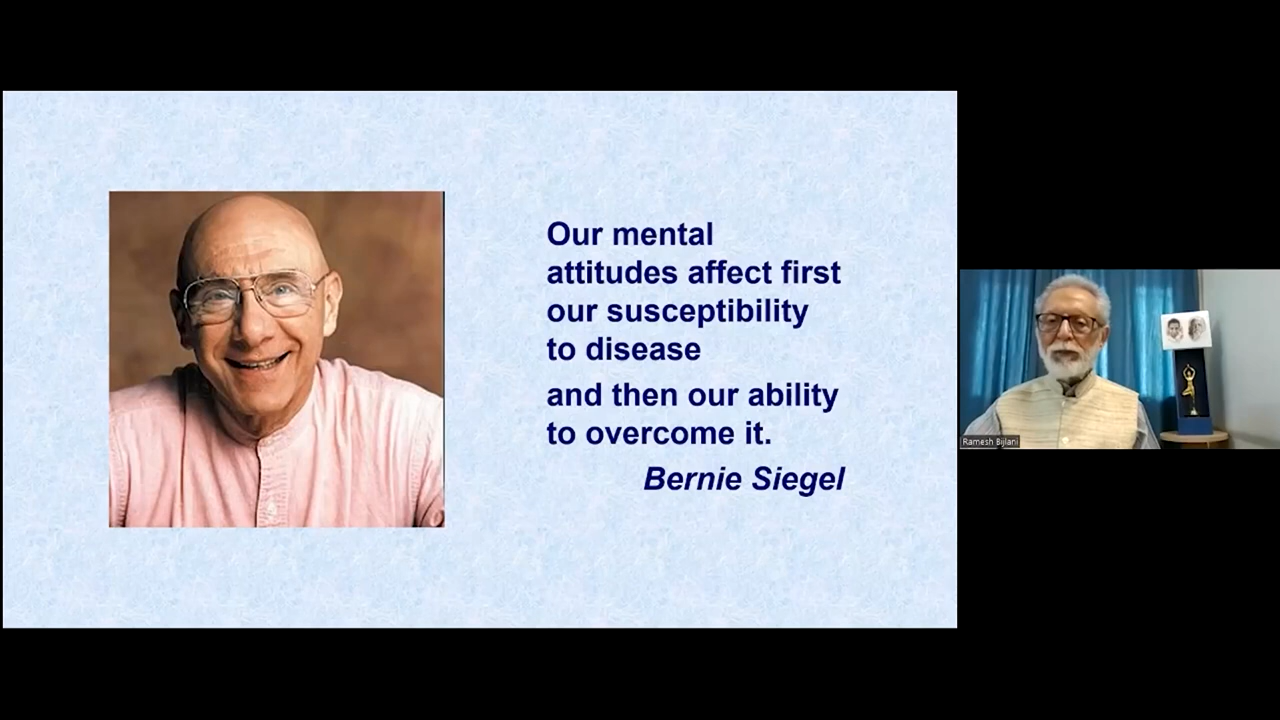 Our mental
attitudes affect first
our susceptibility
to disease
and then our ability
to overcome it.
Bernie Siegel
Ramesh Bijlani